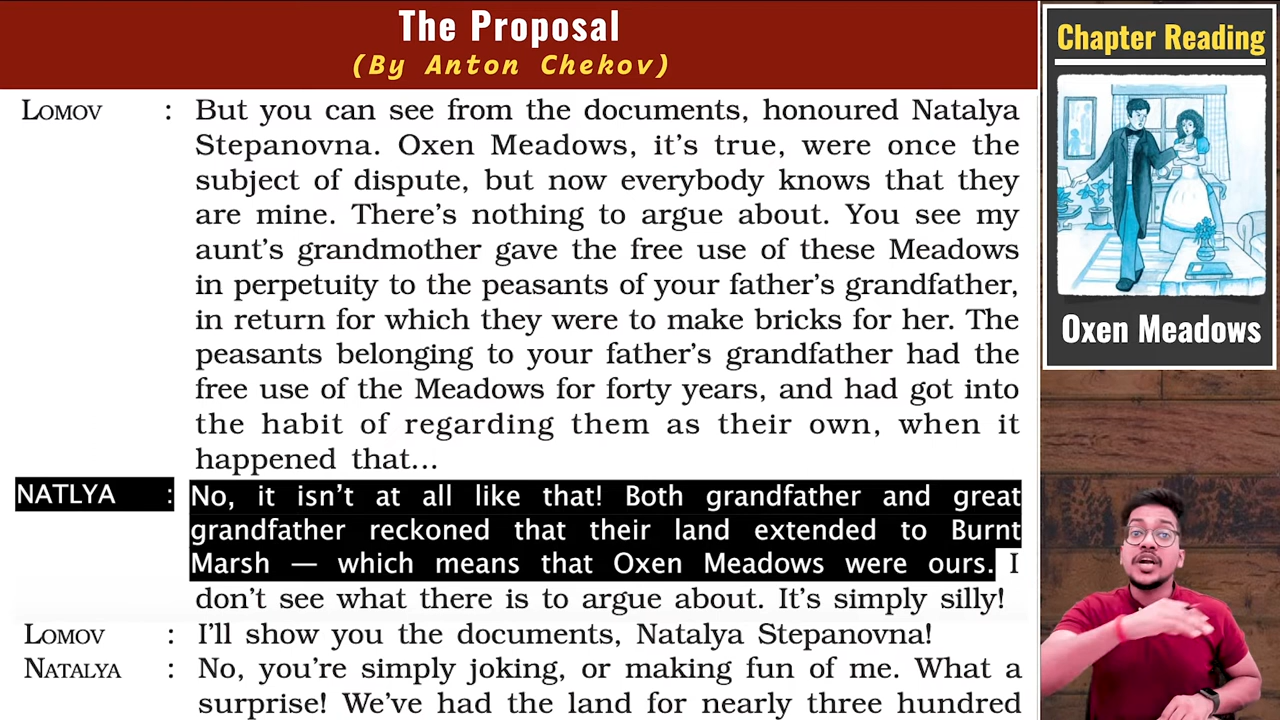 The Proposal
(By Anton Chekov)
Chapter Reading
Oxen Meadows
LOMOV : But you can see from the documents, honoured Natalya
Stepanovna. Oxen Meadows, it's true, were once the
subject of dispute, but now everybody knows that they
are mine. There's nothing to argue about. You see my
aunt's grandmother gave the free use of these Meadows
in perpetuity to the peasants of your father's grandfather,
in return for which they were to make bricks for her. The
peasants belonging to your father's grandfather had the
free use of the Meadows for forty years, and had got into
the habit of regarding them as their own, when it
happened that...
NATLYA : No, it isn't at all like that! Both grandfather and great
grandfather reckoned that their land extended to Burnt
Marsh — which means that Oxen Meadows were ours. I
don't see what there is to argue about. It's simply silly!
LOMOV : I'll show you the documents, Natalya Stepanovna!
NATALYA : No, you're simply joking, or making fun of me. What a
surprise! We've had the land for nearly three hundred